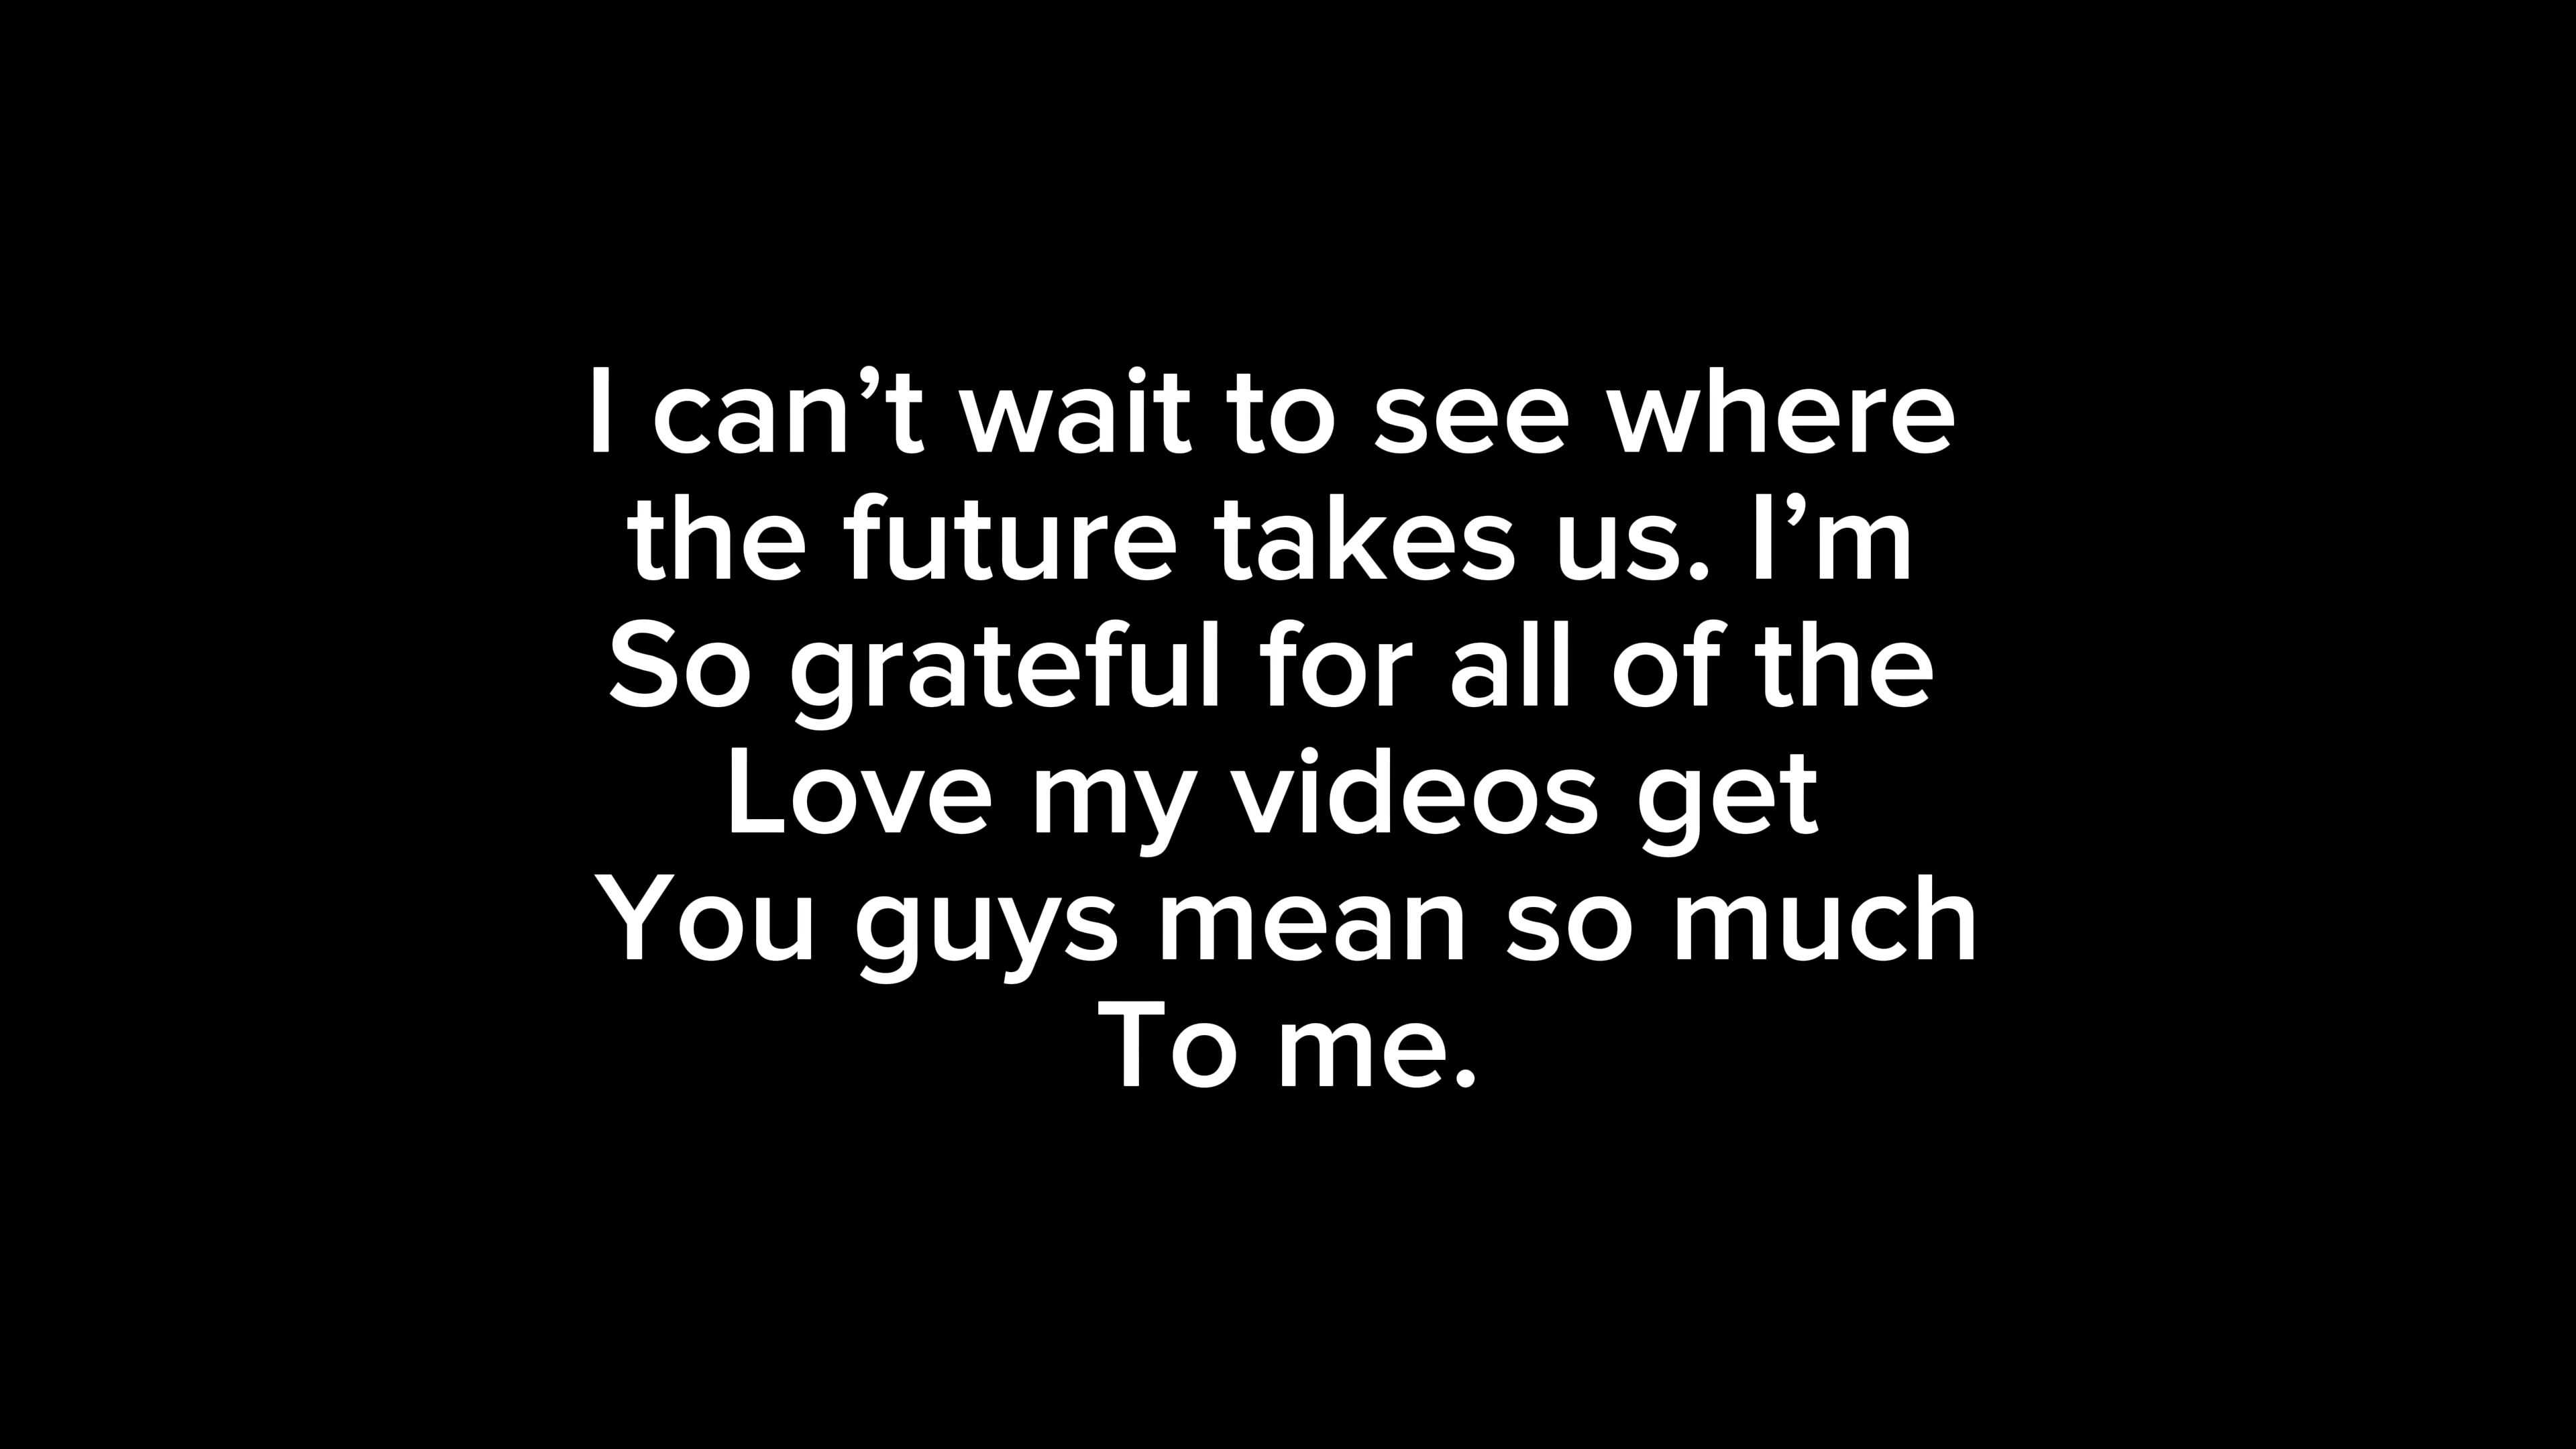 I can’t wait to see where
the future takes us. I’m
So grateful for all of the
Love my videos get
You guys mean so much
To me.